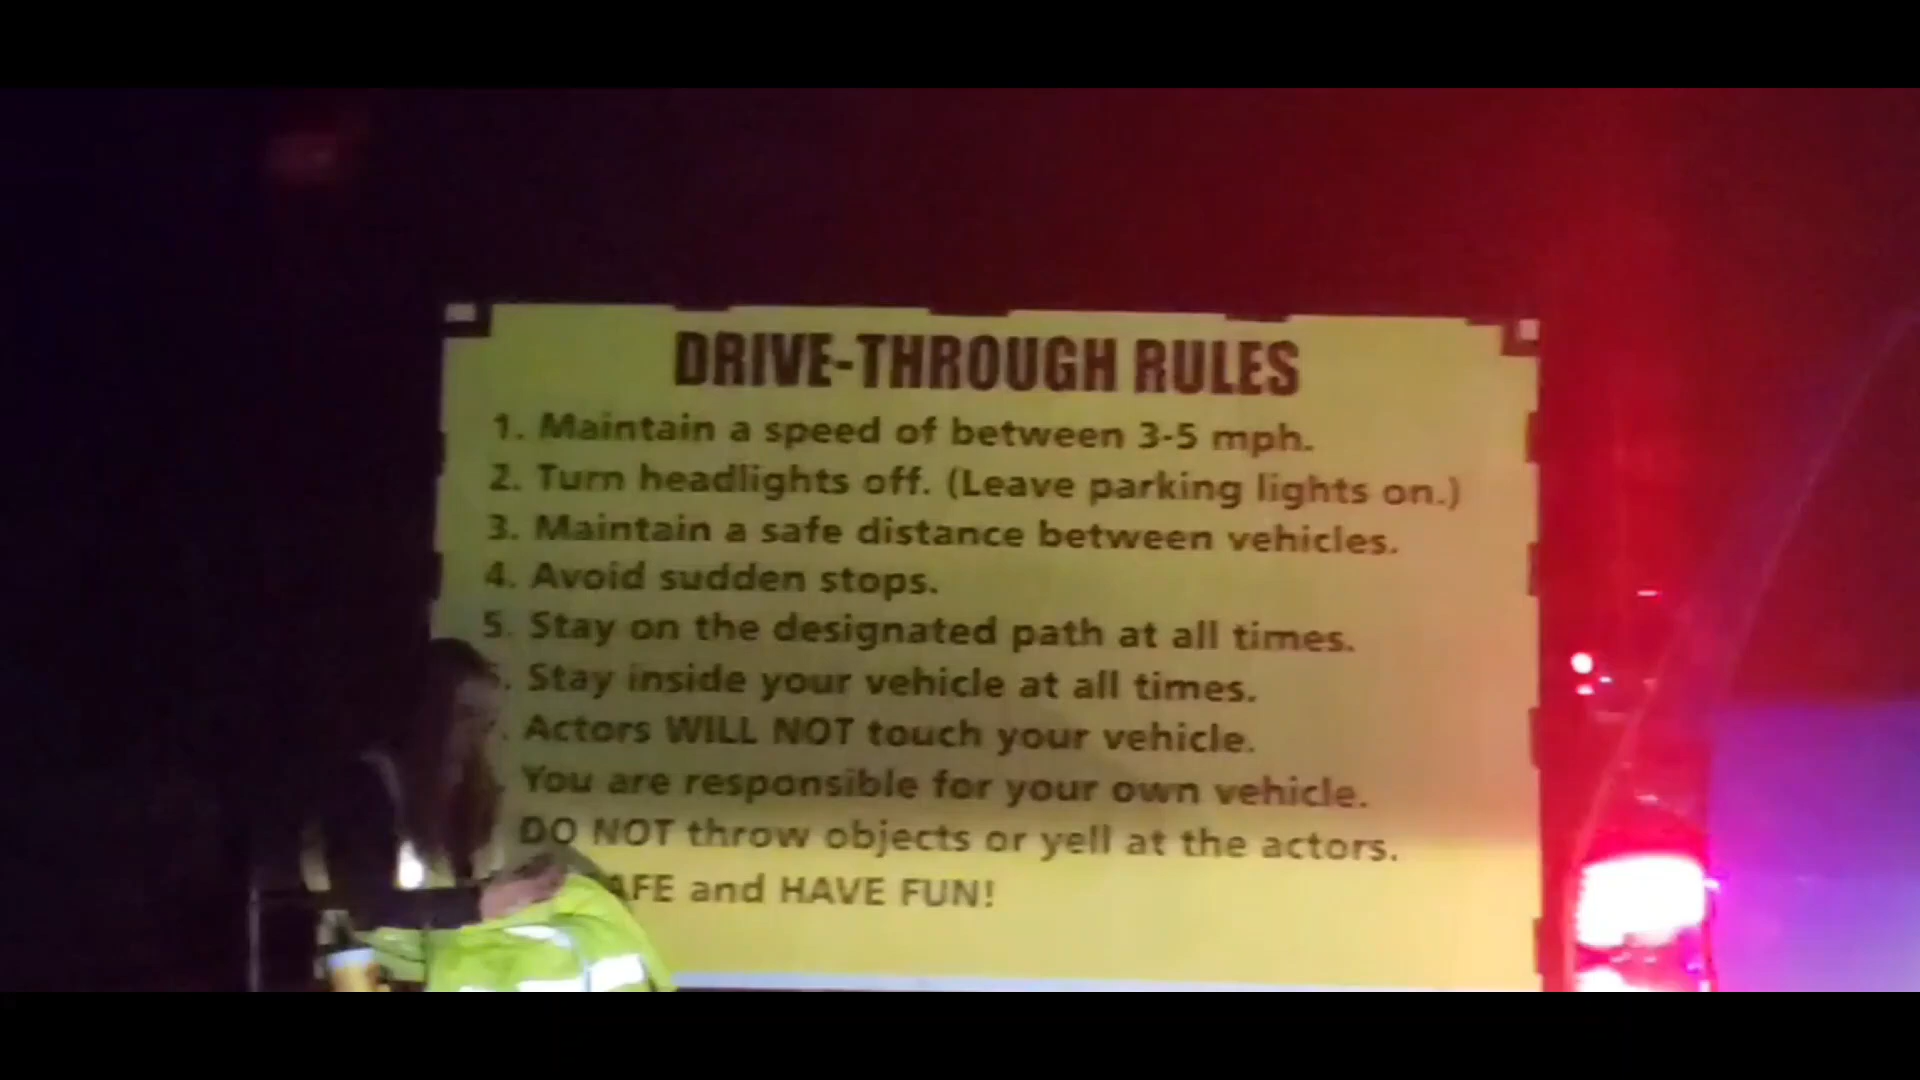 DRIVE-THROUGH RULES
1. Maintain a speed of between 3-5 mph.
2. Turn headlights off. (Leave parking lights on.)
3. Maintain a safe distance between vehicles.
4. Avoid sudden stops.
5. Stay on the designated path at all times.
. Stay inside your vehicle at all times.
. Actors WILL NOT touch your vehicle.
You are responsible for your own vehicle.
DO NOT throw objects or yell at the actors.
AFE and HAVE FUN!